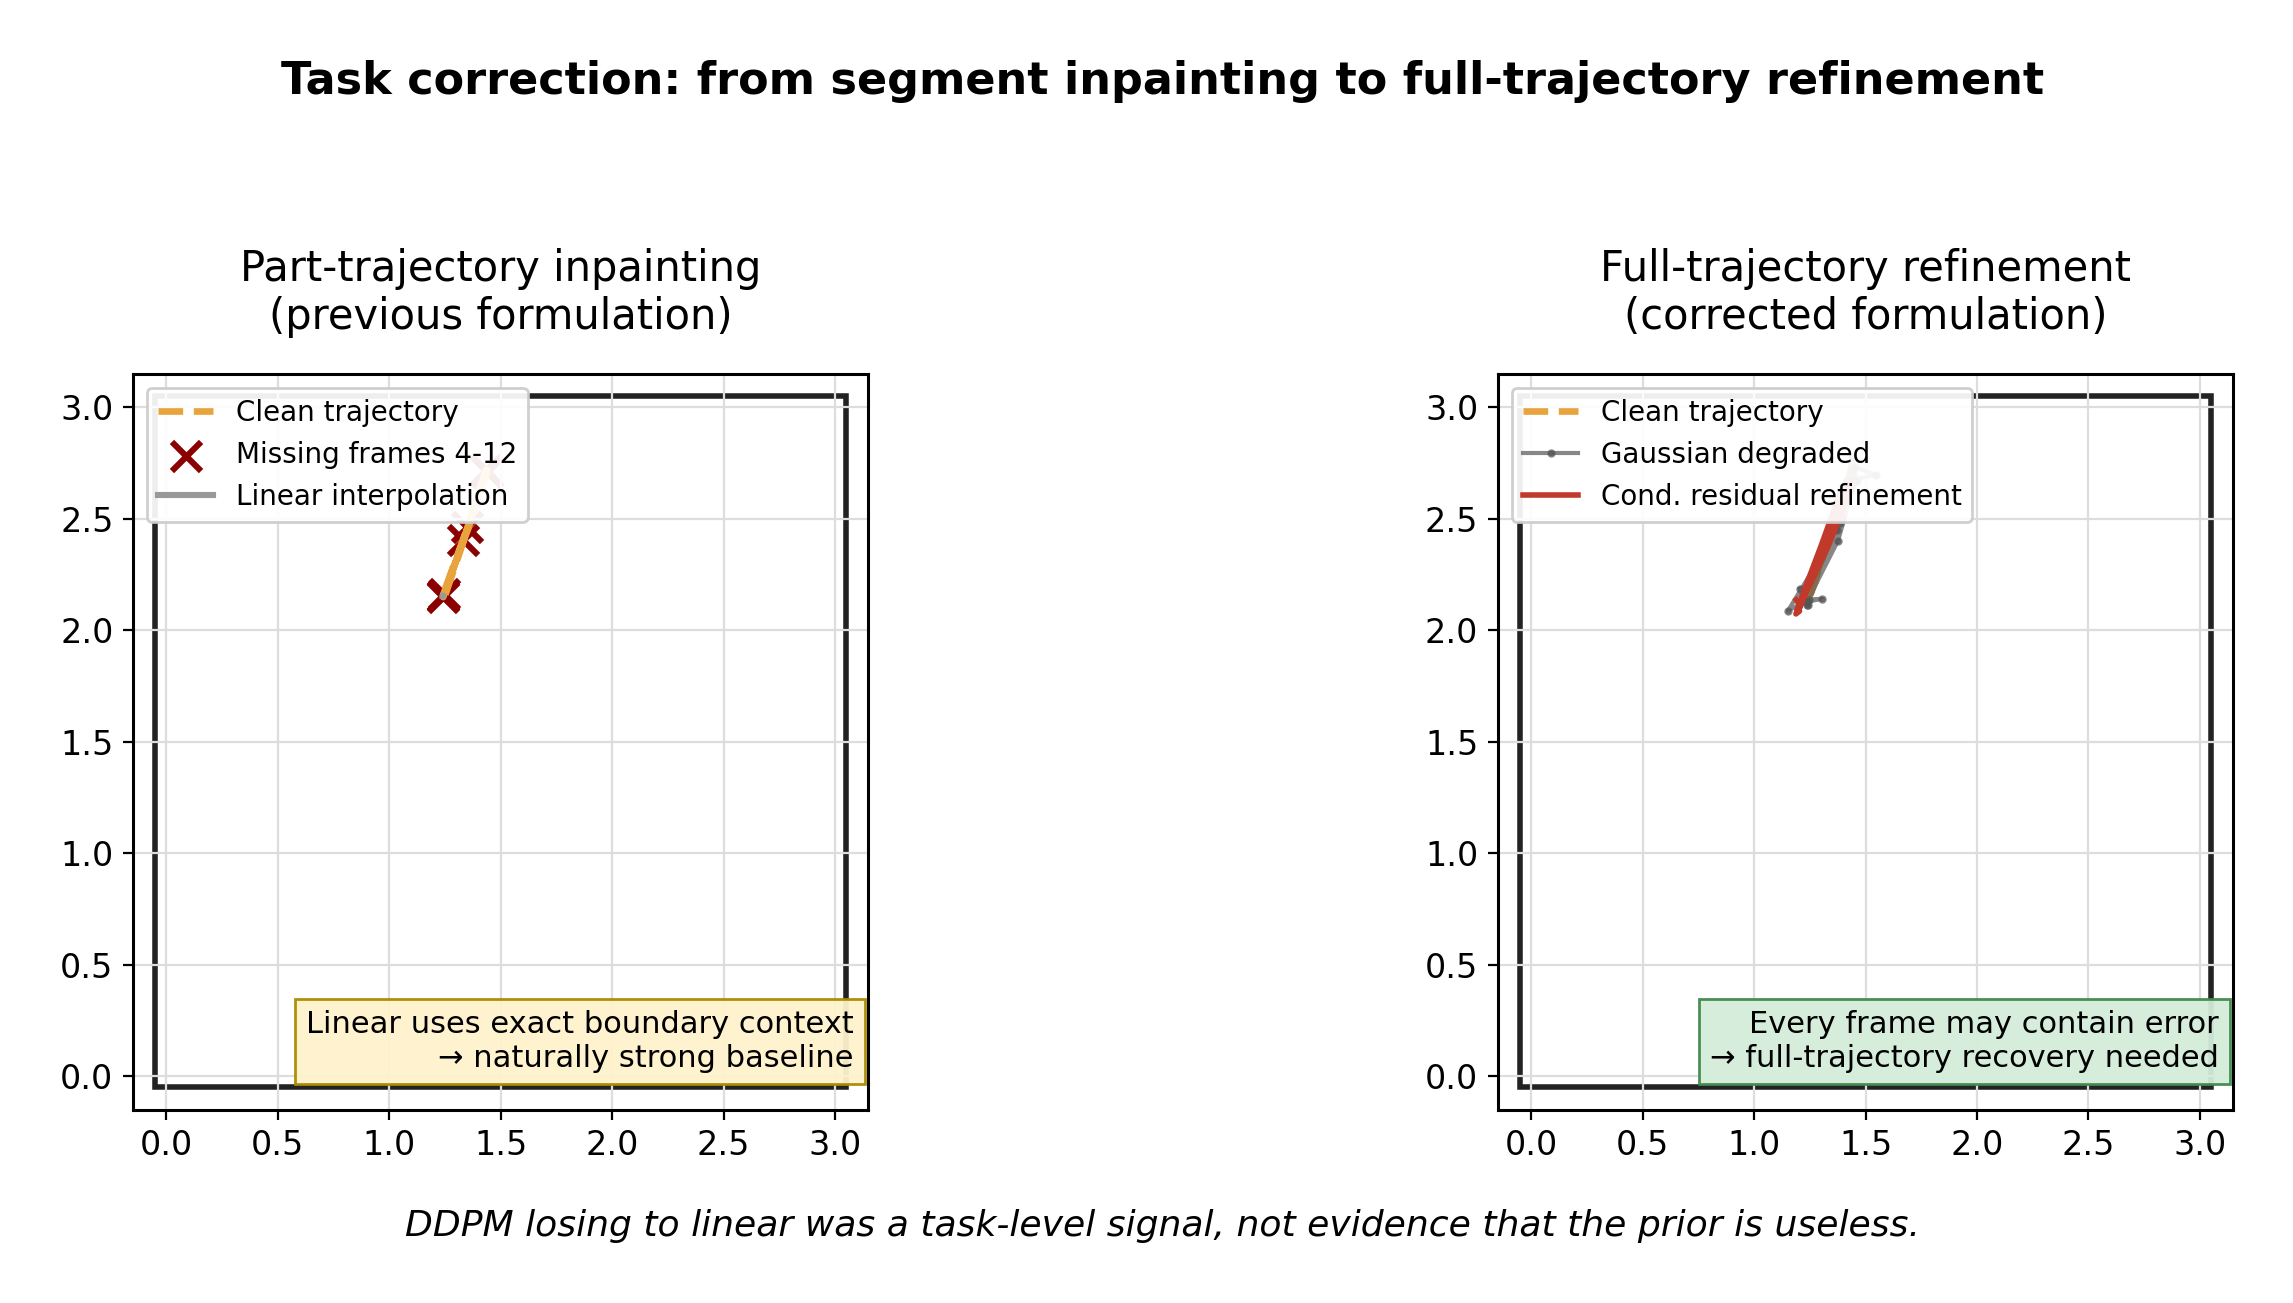 Task correction: from segment inpainting to full-trajectory refinement
Part-trajectory inpainting
(previous formulation)
Clean trajectory
Missing frames 4-12
Linear interpolation
3.0
2.5
2.0
1.5
1.0
0.5
0.0
Linear uses exact boundary context
→ naturally strong baseline
0.0 0.5 1.0 1.5 2.0 2.5 3.0
Full-trajectory refinement
(corrected formulation)
Clean trajectory
Gaussian degraded
Cond. residual refinement
3.0
2.5
2.0
1.5
1.0
0.5
0.0
Every frame may contain error
→ full-trajectory recovery needed
0.0 0.5 1.0 1.5 2.0 2.5 3.0
DDPM losing to linear was a task-level signal, not evidence that the prior is useless.